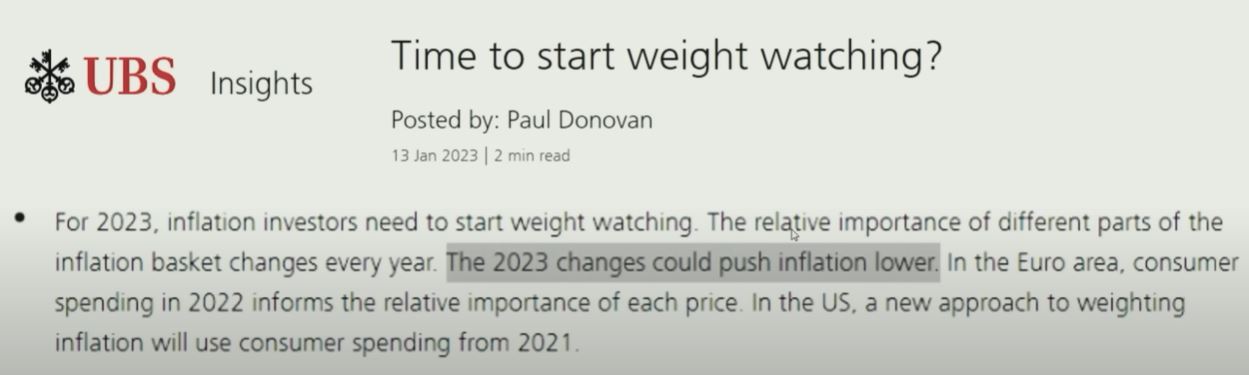 Time to start weight watching?
UBS Insights
Posted by: Paul Donovan
13 Jan 2023 | 2 min read
• For 2023, inflation investors need to start weight watching. The relative importance of different parts of the
inflation basket changes every year. The 2023 changes could push inflation lower. In the Euro area, consumer
spending in 2022 informs the relative importance of each price. In the US, a new approach to weighting
inflation will use consumer spending from 2021.